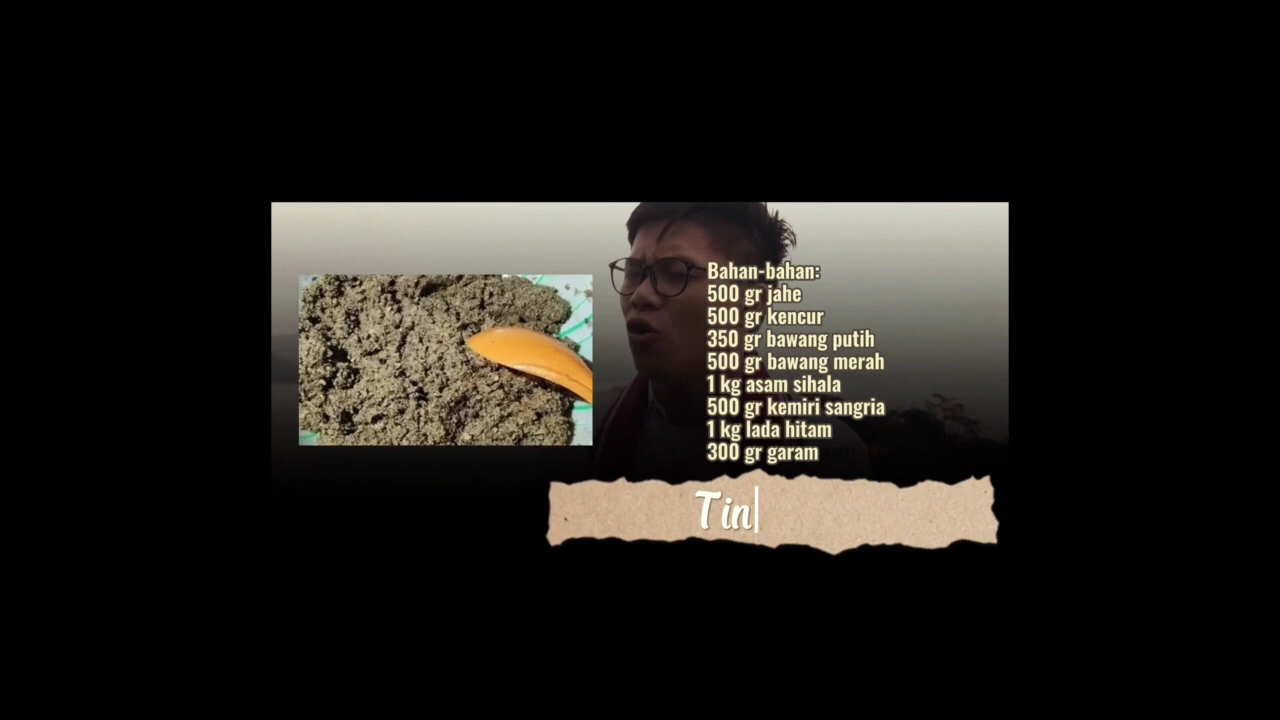 Bahan-bahan:
500 gr jahe
500 gr kencur
350 gr bawang putih
500 gr bawang merah
1 kg asam sihala
500 gr kemiri sangria
1 kg lada hitam
300 gr garam
Tin